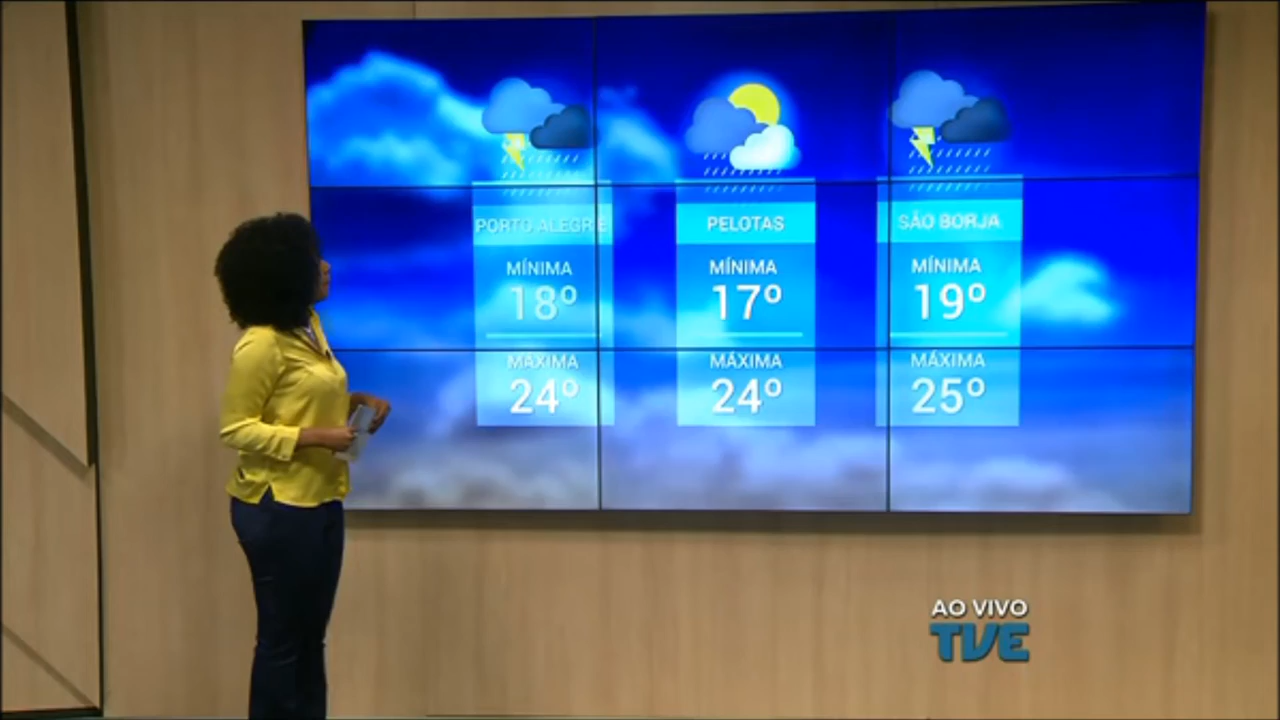 PORTO ALEGRE
MÍNIMA
18º
MÁXIMA
24º
PELOTAS
MÍNIMA
17º
MÁXIMA
24º
SÃO BORJA
MÍNIMA
19º
MÁXIMA
25º
AO VIVO
TVE